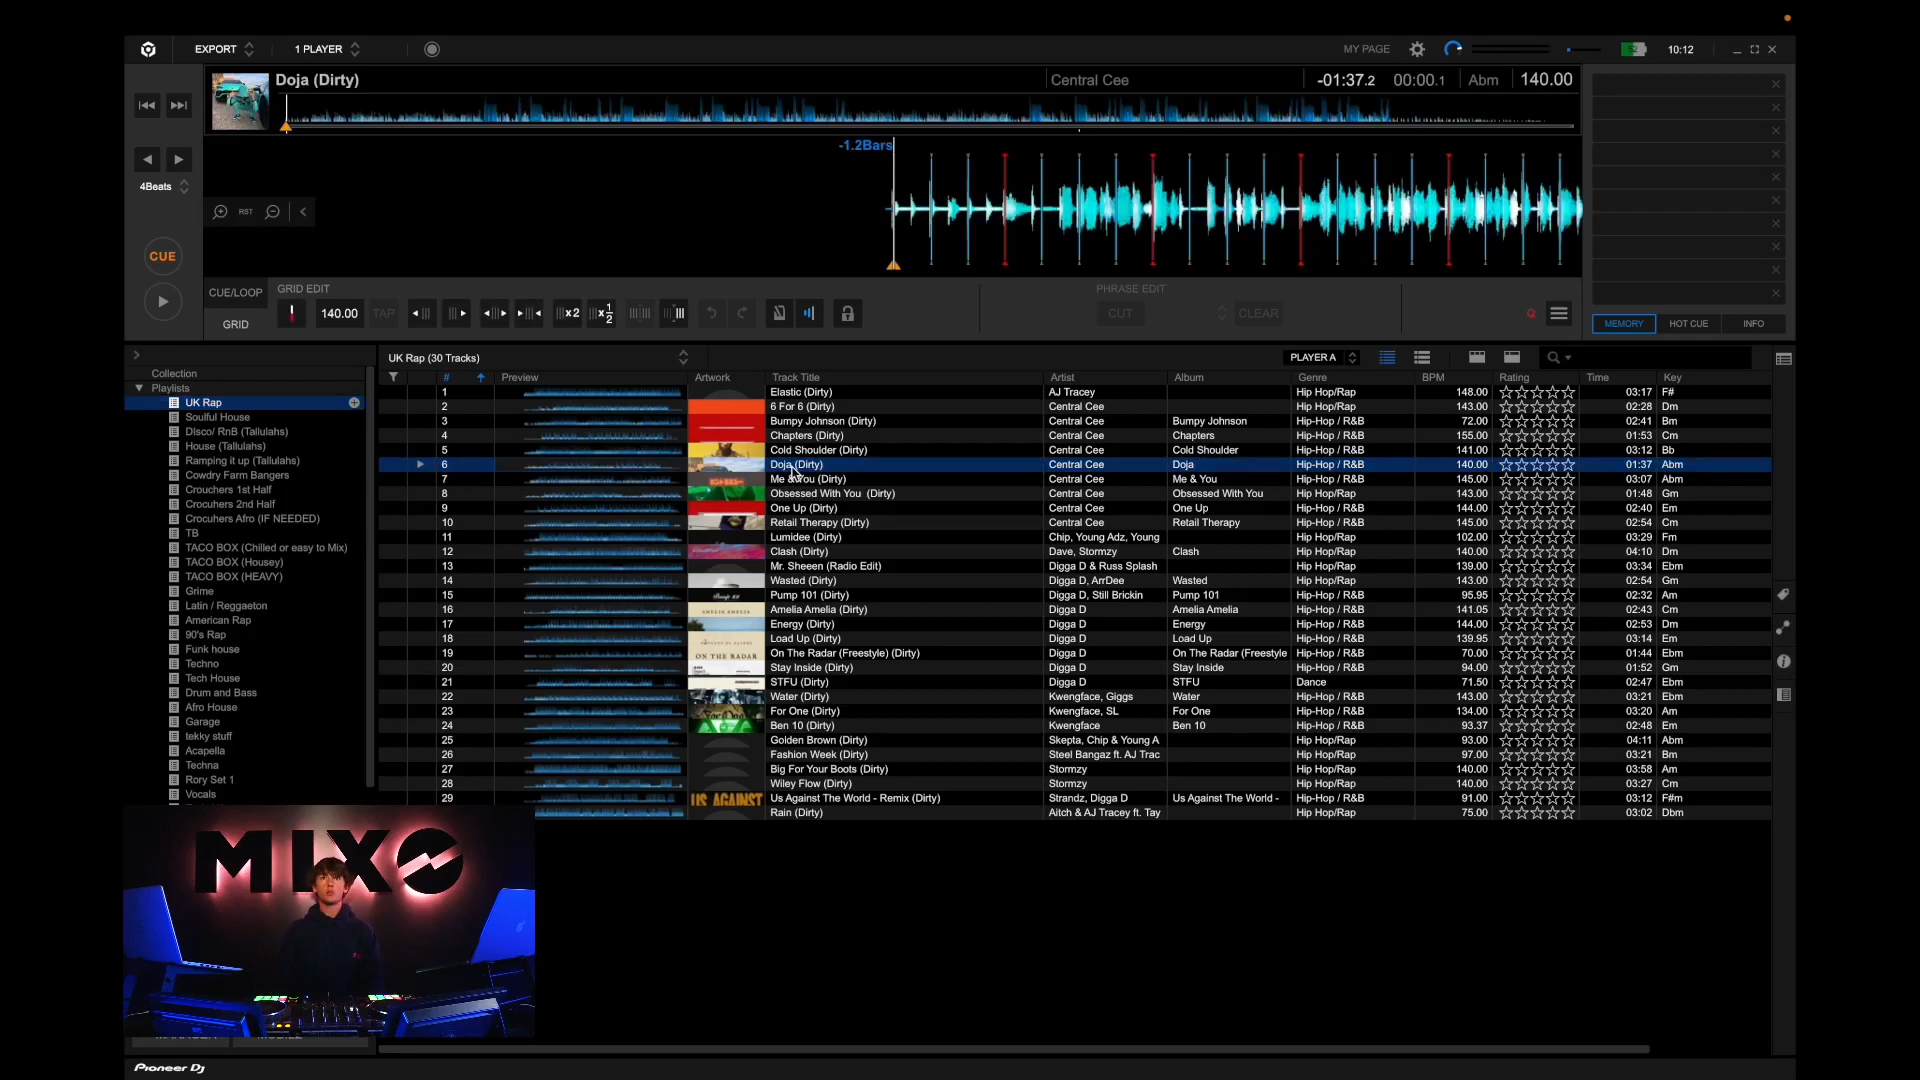 EXPORT 1 PLAYER MY PAGE 52 10:12
Doja (Dirty) Central Cee -01:37.2 00:00.1 Abm 140.00
-1.2Bars
4Beats
RST
CUE
CUE/LOOP
GRID EDIT
140.00 TAP x2 x1/2
GRID
PHRASE EDIT
CUT CLEAR
Q
MEMORY HOT CUE INFO
Collection
Playlists
UK Rap
Soulful House
DIsco/ RnB (Tallulahs)
House (Tallulahs)
Ramping it up (Tallulahs)
Cowdry Farm Bangers
Crouchers 1st Half
Crouchers 2nd Half
Crocuhers Afro (IF NEEDED)
TB
TACO BOX (Chilled or easy to Mix)
TACO BOX (Housey)
TACO BOX (HEAVY)
Grime
Latin / Reggaeton
American Rap
90's Rap
Funk house
Techno
Tech House
Drum and Bass
Afro House
Garage
tekky stuff
Acapella
Techna
Rory Set 1
Vocals
UK Rap (30 Tracks) PLAYER A
# Preview Artwork Track Title Artist Album Genre BPM Rating Time Key
1 Elastic (Dirty) AJ Tracey Hip Hop/Rap 148.00 03:17 F#
2 6 For 6 (Dirty) Central Cee Hip Hop/Rap 143.00 02:28 Dm
3 Bumpy Johnson (Dirty) Central Cee Bumpy Johnson Hip-Hop / R&B 72.00 02:41 Bm
4 Chapters (Dirty) Central Cee Chapters Hip-Hop / R&B 155.00 01:53 Cm
5 Cold Shoulder (Dirty) Central Cee Cold Shoulder Hip-Hop / R&B 141.00 03:12 Bb
6 Doja (Dirty) Central Cee Doja Hip-Hop / R&B 140.00 01:37 Abm
7 Me & You (Dirty) Central Cee Me & You Hip-Hop / R&B 145.00 03:07 Abm
8 Obsessed With You (Dirty) Central Cee Obsessed With You Hip-Hop/Rap 143.00 01:48 Gm
9 One Up (Dirty) Central Cee One Up Hip-Hop / R&B 144.00 02:40 Em
10 Retail Therapy (Dirty) Central Cee Retail Therapy Hip-Hop / R&B 145.00 02:54 Cm
11 Lumidee (Dirty) Chip, Young Adz, Young Hip-Hop/Rap 102.00 03:29 Fm
12 Clash (Dirty) Dave, Stormzy Clash Hip-Hop/Rap 140.00 04:10 Dm
13 Mr. Sheeen (Radio Edit) Digga D & Russ Splash Hip-Hop/Rap 139.00 03:34 Ebm
14 Wasted (Dirty) Digga D, ArrDee Wasted Hip-Hop / R&B 143.00 02:54 Gm
15 Pump 101 (Dirty) Digga D, Still Brickin Pump 101 Hip-Hop / R&B 95.95 02:32 Am
16 Amelia Amelia (Dirty) Digga D Amelia Amelia Hip-Hop / R&B 141.05 02:43 Cm
17 Energy (Dirty) Digga D Energy Hip-Hop / R&B 144.00 02:53 Dm
18 Load Up (Dirty) Digga D Load Up Hip-Hop / R&B 139.95 03:14 Em
19 ON THE RADAR On The Radar (Freestyle) (Dirty) Digga D On The Radar (Freestyle Hip-Hop / R&B 70.00 01:44 Ebm
20 Stay Inside (Dirty) Digga D Stay Inside Hip-Hop / R&B 94.00 01:52 Gm
21 STFU (Dirty) Digga D STFU Dance 71.50 02:47 Ebm
22 Water (Dirty) Kwengface, Giggs Water Hip-Hop / R&B 143.00 03:21 Ebm
23 For One (Dirty) Kwengface, SL For One Hip-Hop / R&B 134.00 03:20 Am
24 Ben 10 (Dirty) Kwengface Ben 10 Hip-Hop / R&B 93.37 02:48 Em
25 Golden Brown (Dirty) Skepta, Chip & Young A Hip Hop/Rap 93.00 04:11 Abm
26 Fashion Week (Dirty) Steel Bangaz ft. AJ Trac Hip Hop/Rap 97.00 03:21 Bm
27 Big For Your Boots (Dirty) Stormzy Hip Hop/Rap 140.00 03:58 Am
28 Wiley Flow (Dirty) Stormzy Hip Hop/Rap 140.00 03:27 Cm
29 US AGAINST Us Against The World - Remix (Dirty) Strandz, Digga D Us Against The World - Hip-Hop / R&B 91.00 03:12 F#m
Rain (Dirty) Aitch & AJ Tracey ft. Tay Hip Hop/Rap 75.00 03:02 Dbm
MIXO
Pioneer Dj